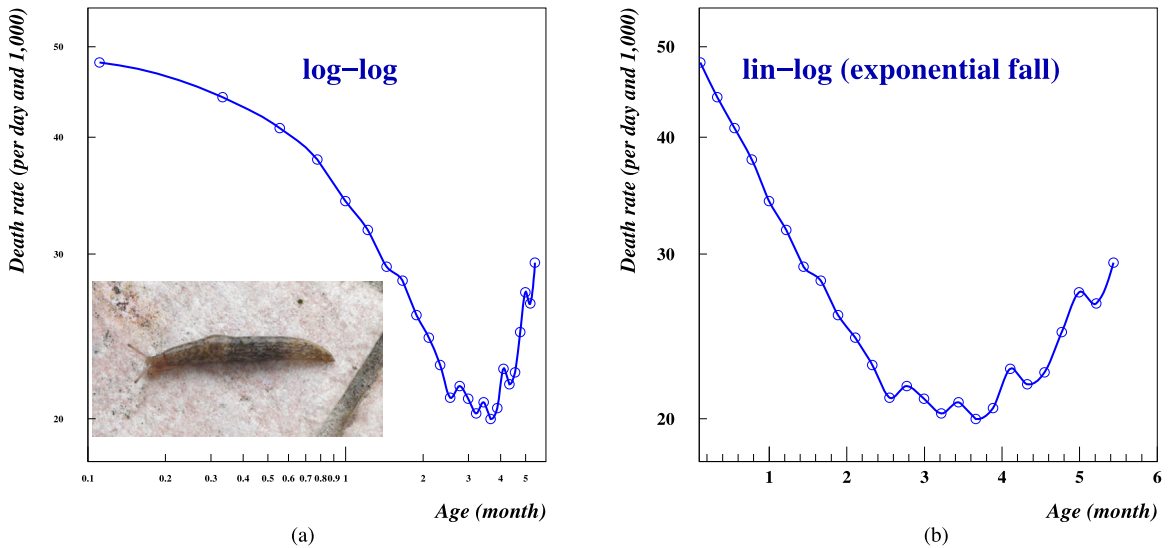 Death rate (per day and 1,000)
50
40
30
20
log−log
0.1 0.2 0.3 0.4 0.5 0.6 0.7 0.8 0.9 1 2 3 4 5
Age (month)
(a)
Death rate (per day and 1,000)
50
40
30
20
lin−log (exponential fall)
1 2 3 4 5 6
Age (month)
(b)